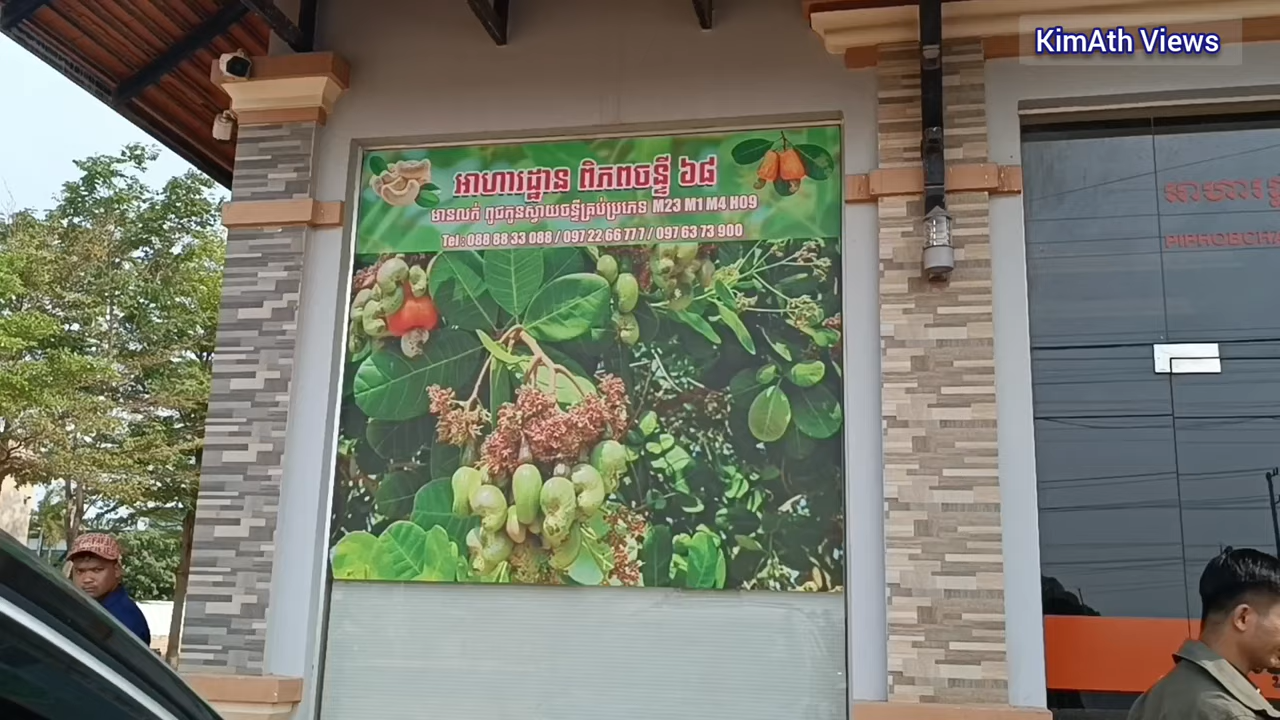 KimAth Views
អាហារដ្ឋាន ពិភពចន្ទី ៦៨
មានលក់ ពូជកូនស្វាយចន្ទីគ្រប់ប្រភេទ M23 M1 M4 H09
Tel : 088 88 33 088 / 097 22 66 777 / 097 63 73 900
PIPHOBCHA